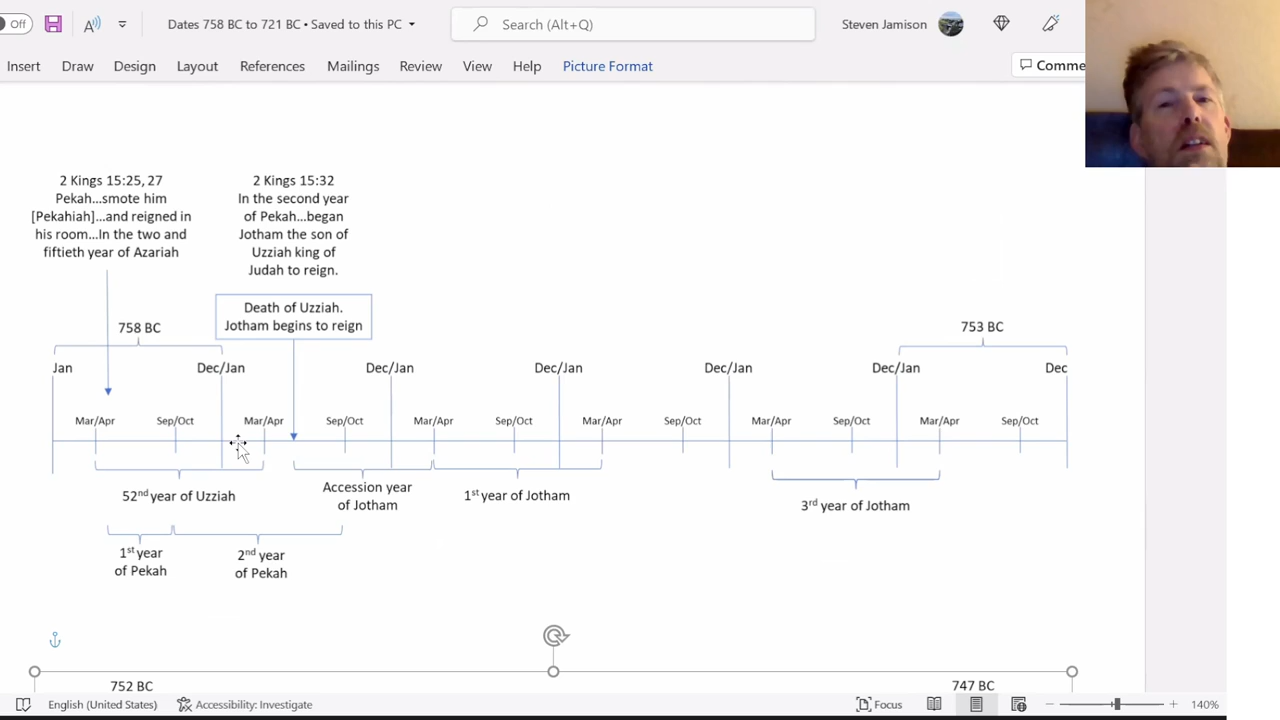 Off
Dates 758 BC to 721 BC • Saved to this PC
Search (Alt+Q)
Steven Jamison
Insert Draw Design Layout References Mailings Review View Help Picture Format
2 Kings 15:25, 27
Pekah...smote him
[Pekahiah]...and reigned in
his room...In the two and
fiftieth year of Azariah
2 Kings 15:32
In the second year
of Pekah...began
Jotham the son of
Uzziah king of
Judah to reign.
Death of Uzziah.
Jotham begins to reign
758 BC
753 BC
Jan Dec/Jan Dec/Jan Dec/Jan Dec/Jan Dec/Jan Dec
Mar/Apr Sep/Oct Mar/Apr Sep/Oct Mar/Apr Sep/Oct Mar/Apr Sep/Oct Mar/Apr Sep/Oct Mar/Apr Sep/Oct
52nd year of Uzziah
Accession year
of Jotham
1st year of Jotham
3rd year of Jotham
1st year
of Pekah
2nd year
of Pekah
752 BC
747 BC
English (United States)
Accessibility: Investigate
Focus
140%